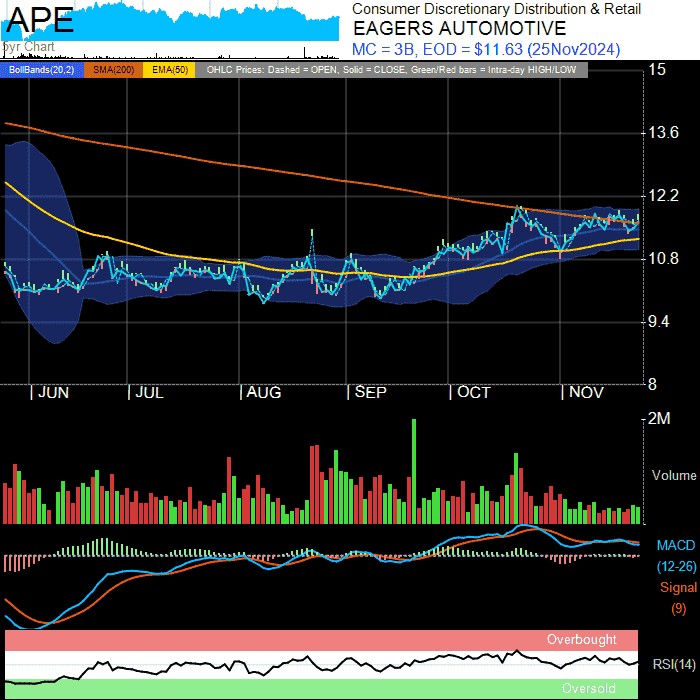 APE
5yr Chart
Consumer Discretionary Distribution & Retail
EAGERS AUTOMOTIVE
MC = 3B, EOD = $11.63 (25Nov2024)
BollBands(20,2) SMA(200) EMA(50) OHLC Prices: Dashed = OPEN, Solid = CLOSE, Green/Red bars = Intra-day HIGH/LOW
15
13.6
12.2
10.8
9.4
8
| JUN | JUL | AUG | SEP | OCT | NOV
2M
Volume
MACD
(12-26)
Signal
(9)
Overbought
RSI(14)
Oversold